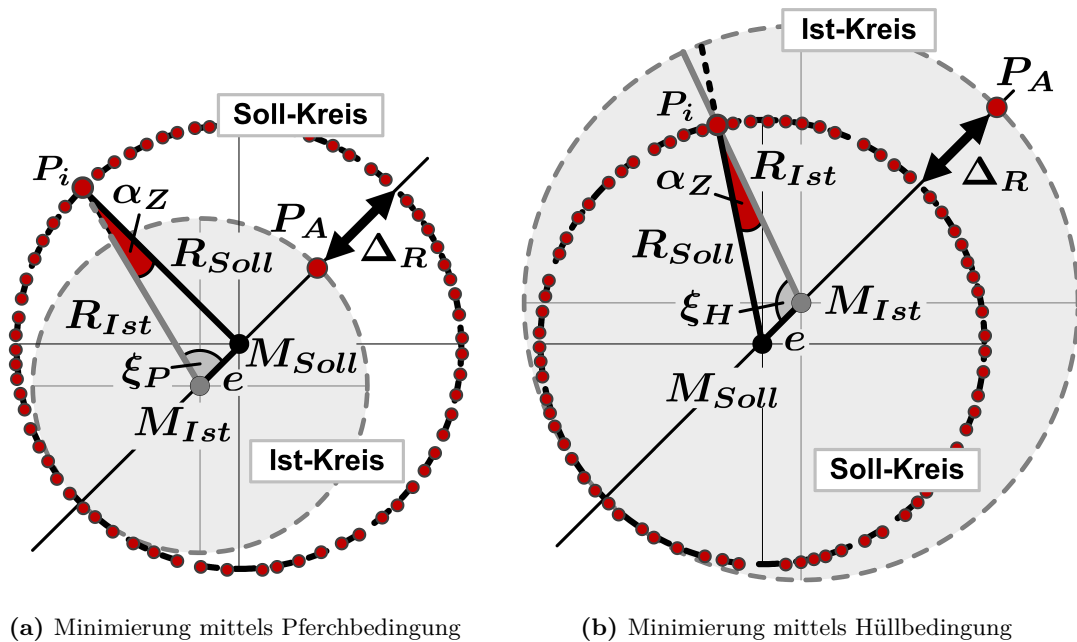 Soll-Kreis
P_i
α_Z
P_A
Δ_R
R_Soll
R_Ist
ξ_P
e
M_Soll
M_Ist
Ist-Kreis
(a) Minimierung mittels Pferchbedingung
Ist-Kreis
P_A
P_i
α_Z
R_Ist
Δ_R
R_Soll
ξ_H
M_Ist
e
M_Soll
Soll-Kreis
(b) Minimierung mittels Hüllbedingung